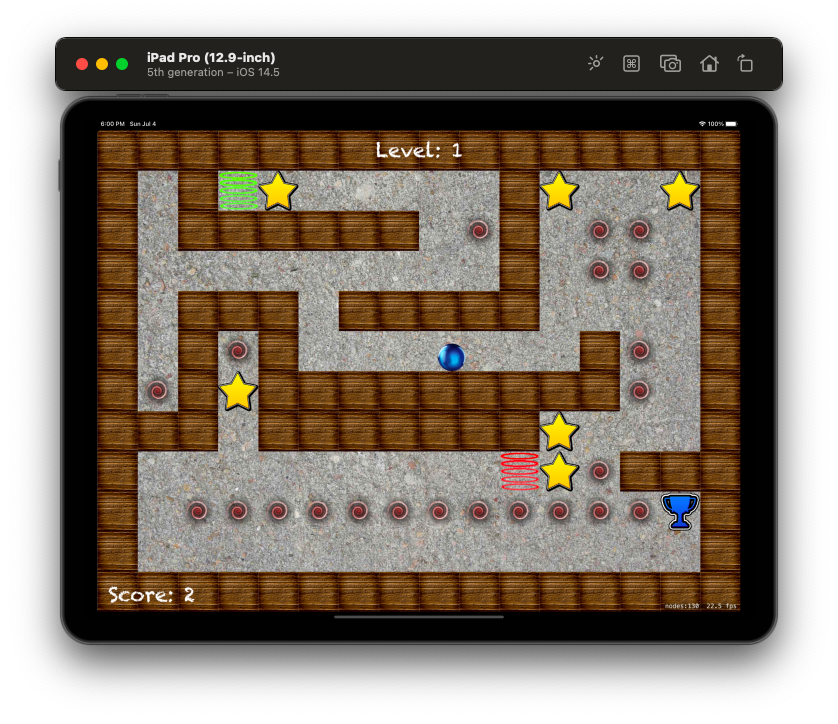 iPad Pro (12.9-inch)
5th generation – iOS 14.5
6:00 PM Sun Jul 4
100%
Level: 1
Score: 2
nodes:130 22.5 fps